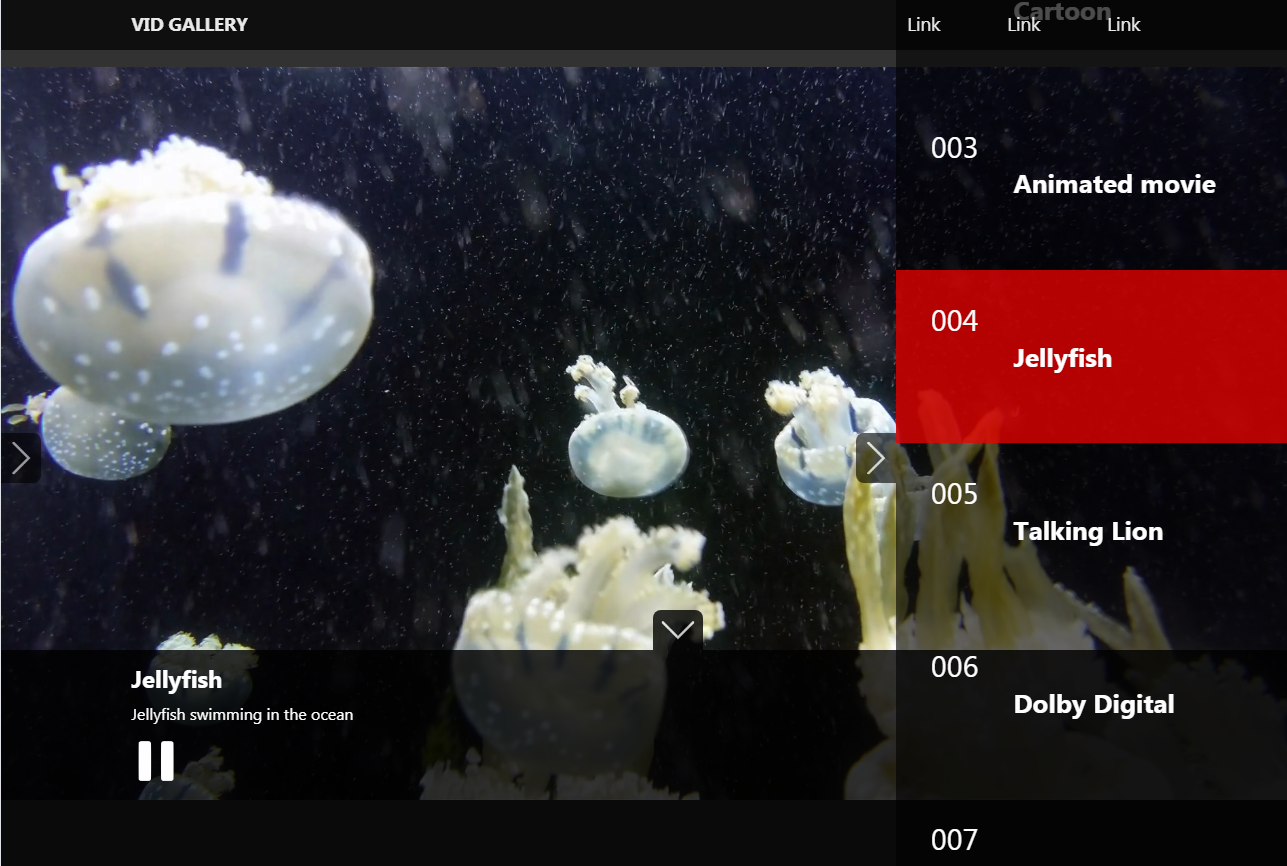 VID GALLERY
Link Link Link
Cartoon
003
Animated movie
004
Jellyfish
005
Talking Lion
006
Dolby Digital
007
Jellyfish
Jellyfish swimming in the ocean